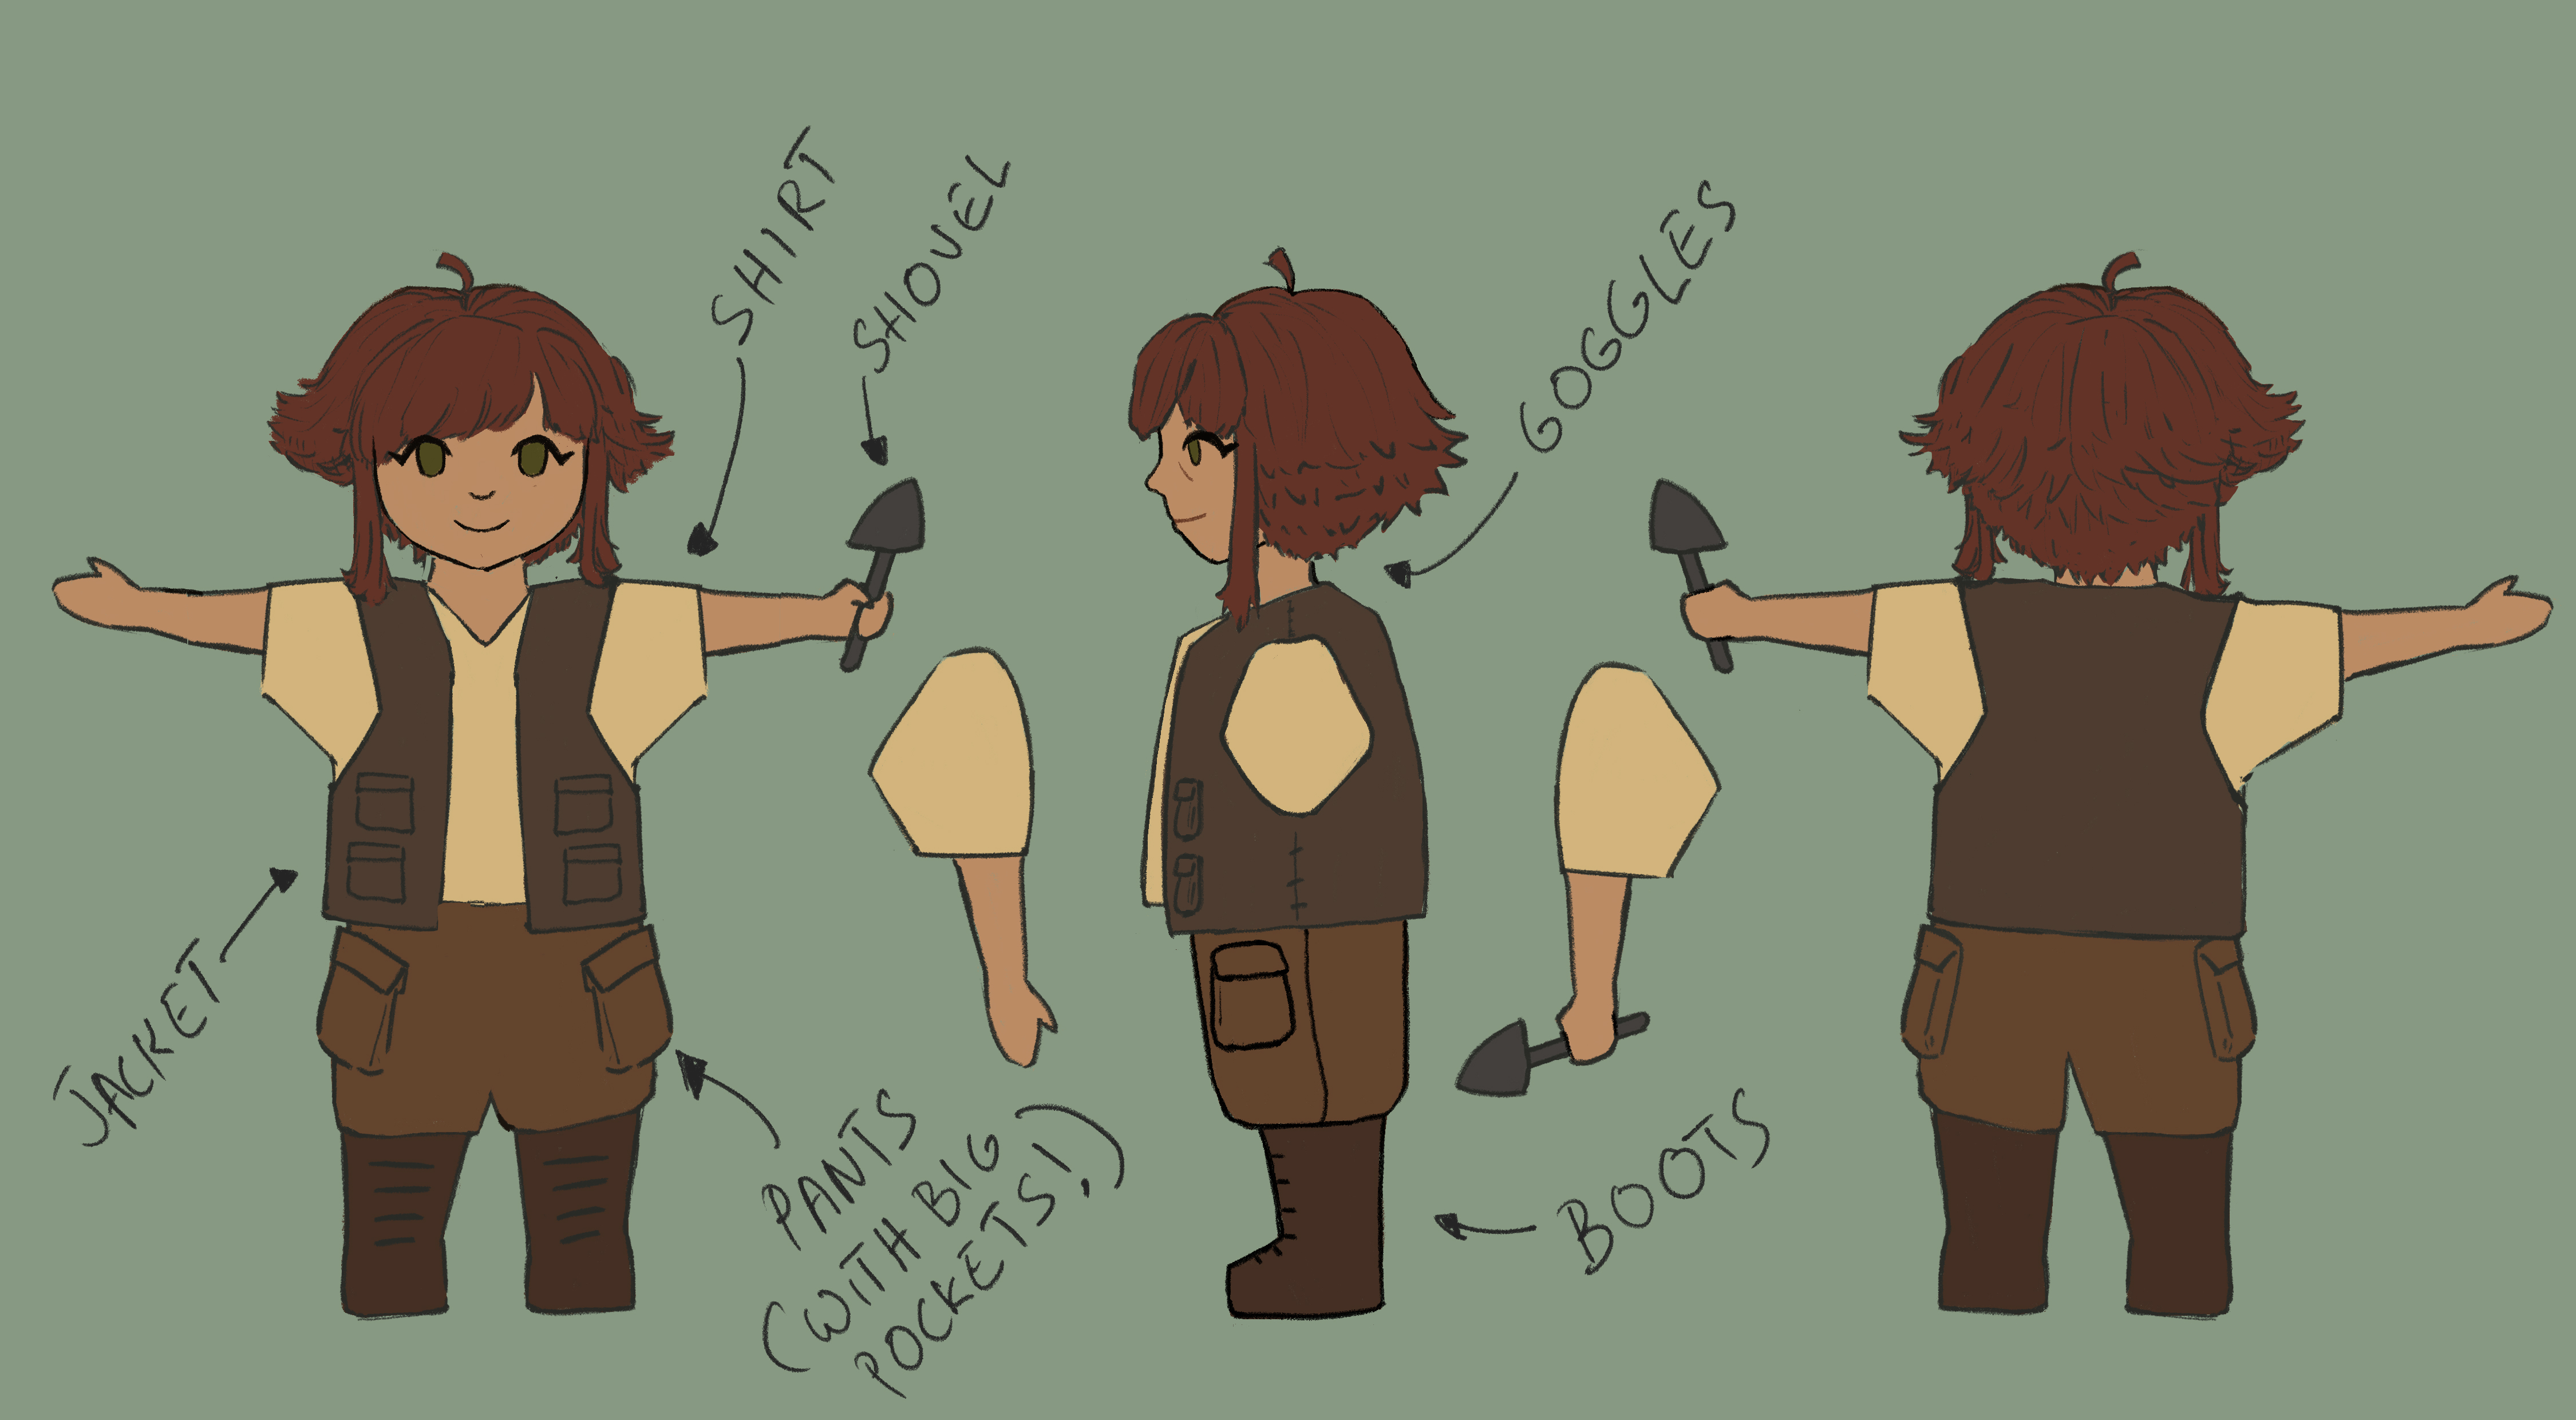 SHIRT
SHOVEL
GOGGLES
JACKET
PANTS
(WITH BIG
POCKETS!)
BOOTS